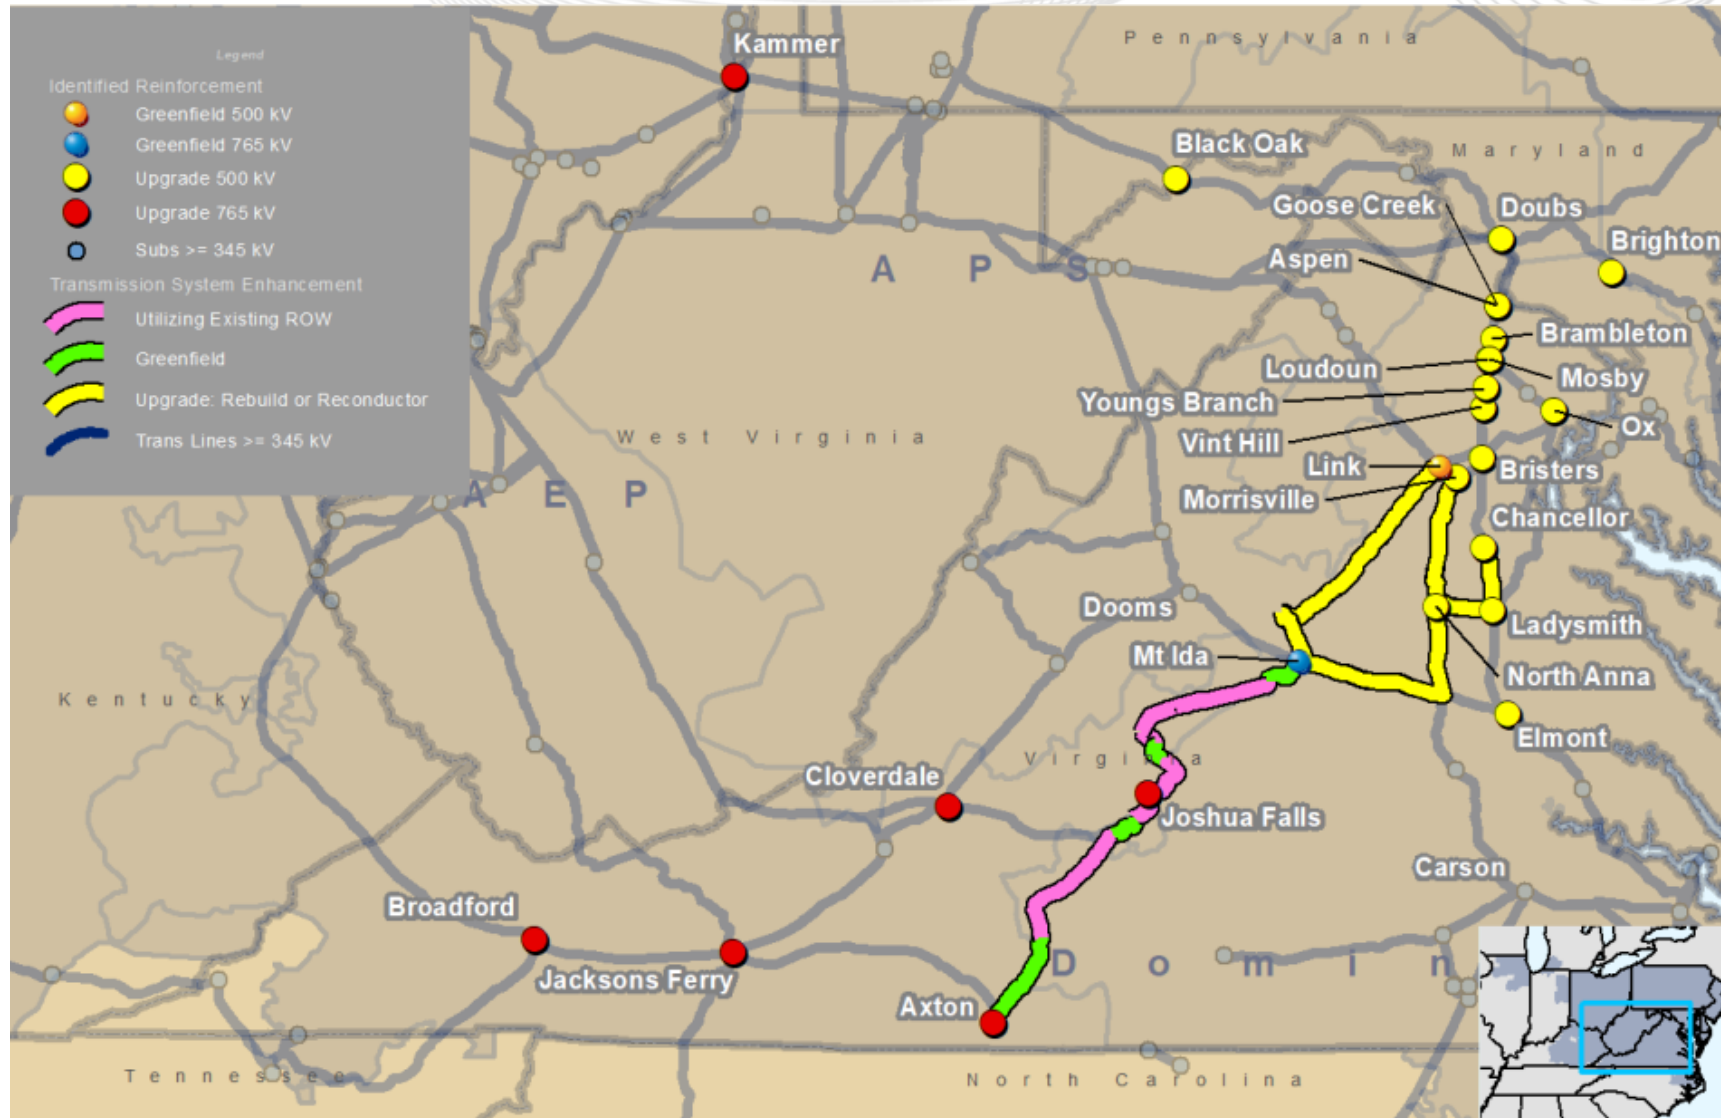 Legend
Identified Reinforcement
Greenfield 500 kV
Greenfield 765 kV
Upgrade 500 kV
Upgrade 765 kV
Subs >= 345 kV
Transmission System Enhancement
Utilizing Existing ROW
Greenfield
Upgrade: Rebuild or Reconductor
Trans Lines >= 345 kV
Kammer
Pennsylvania
Black Oak
Maryland
Goose Creek
Doubs
Brighton
Aspen
APS
Brambleton
Loudoun
Mosby
Youngs Branch
Ox
Vint Hill
West Virginia
Link
Bristers
Morrisville
AEP
Chancellor
Dooms
Ladysmith
Mt Ida
North Anna
Kentucky
Elmont
Virginia
Cloverdale
Joshua Falls
Carson
Broadford
Jacksons Ferry
Domin
Axton
Tennessee
North Carolina